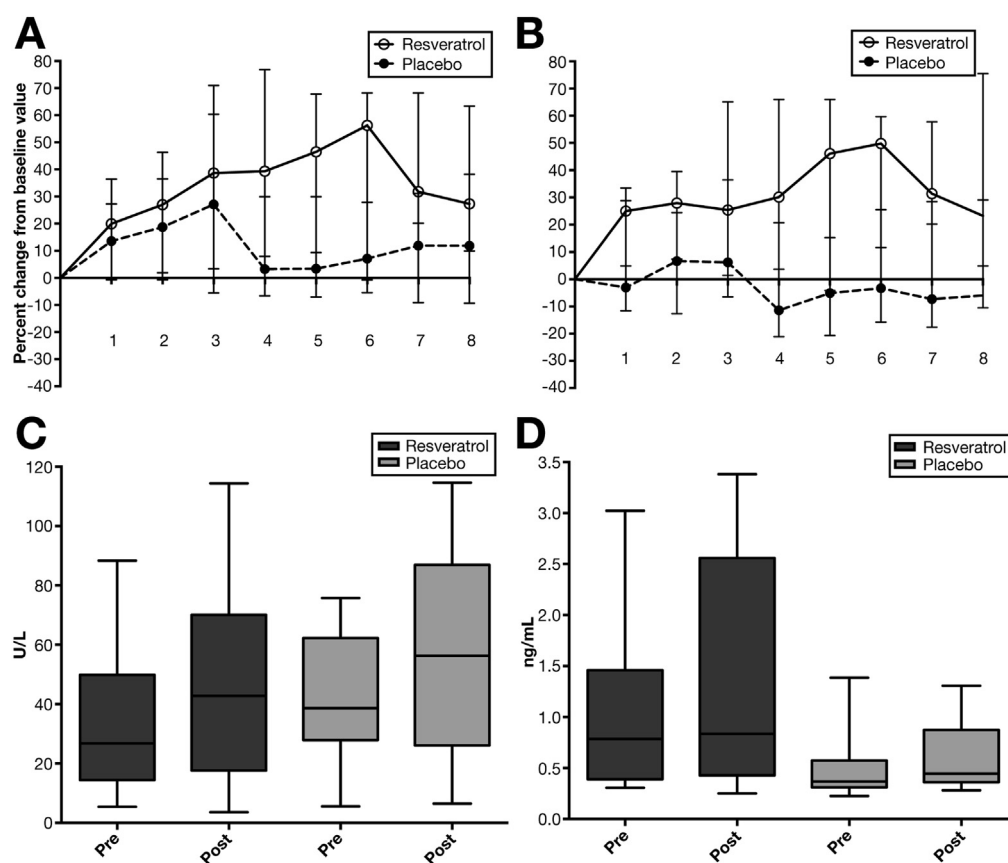 A
Resveratrol
Placebo
Percent change from baseline value
80
70
60
50
40
30
20
10
0
-10
-20
-30
-40
1 2 3 4 5 6 7 8
B
Resveratrol
Placebo
80
70
60
50
40
30
20
10
0
-10
-20
-30
-40
1 2 3 4 5 6 7 8
C
Resveratrol
Placebo
U/L
120
100
80
60
40
20
0
Pre Post Pre Post
D
Resveratrol
Placebo
ng/mL
3.5
3.0
2.5
2.0
1.5
1.0
0.5
0.0
Pre Post Pre Post